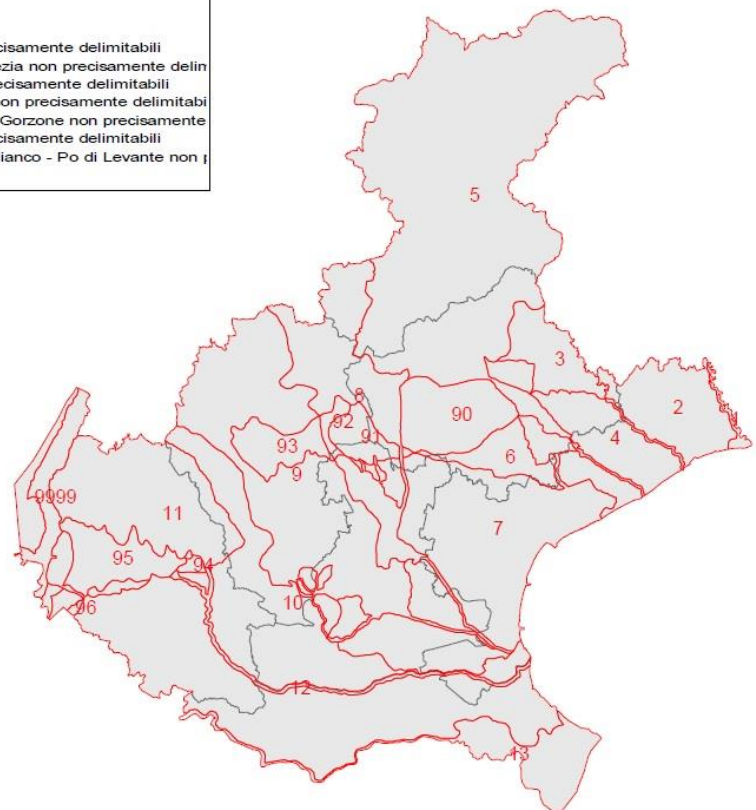 cisamente delimitabili
ezia non precisamente delim
ecisamente delimitabili
on precisamente delimitabi
Gorzone non precisamente
cisamente delimitabili
ianco - Po di Levante non p
5
3
2
8
92
90
91
4
93
6
9
9999
11
7
95
94
96
10
12
13